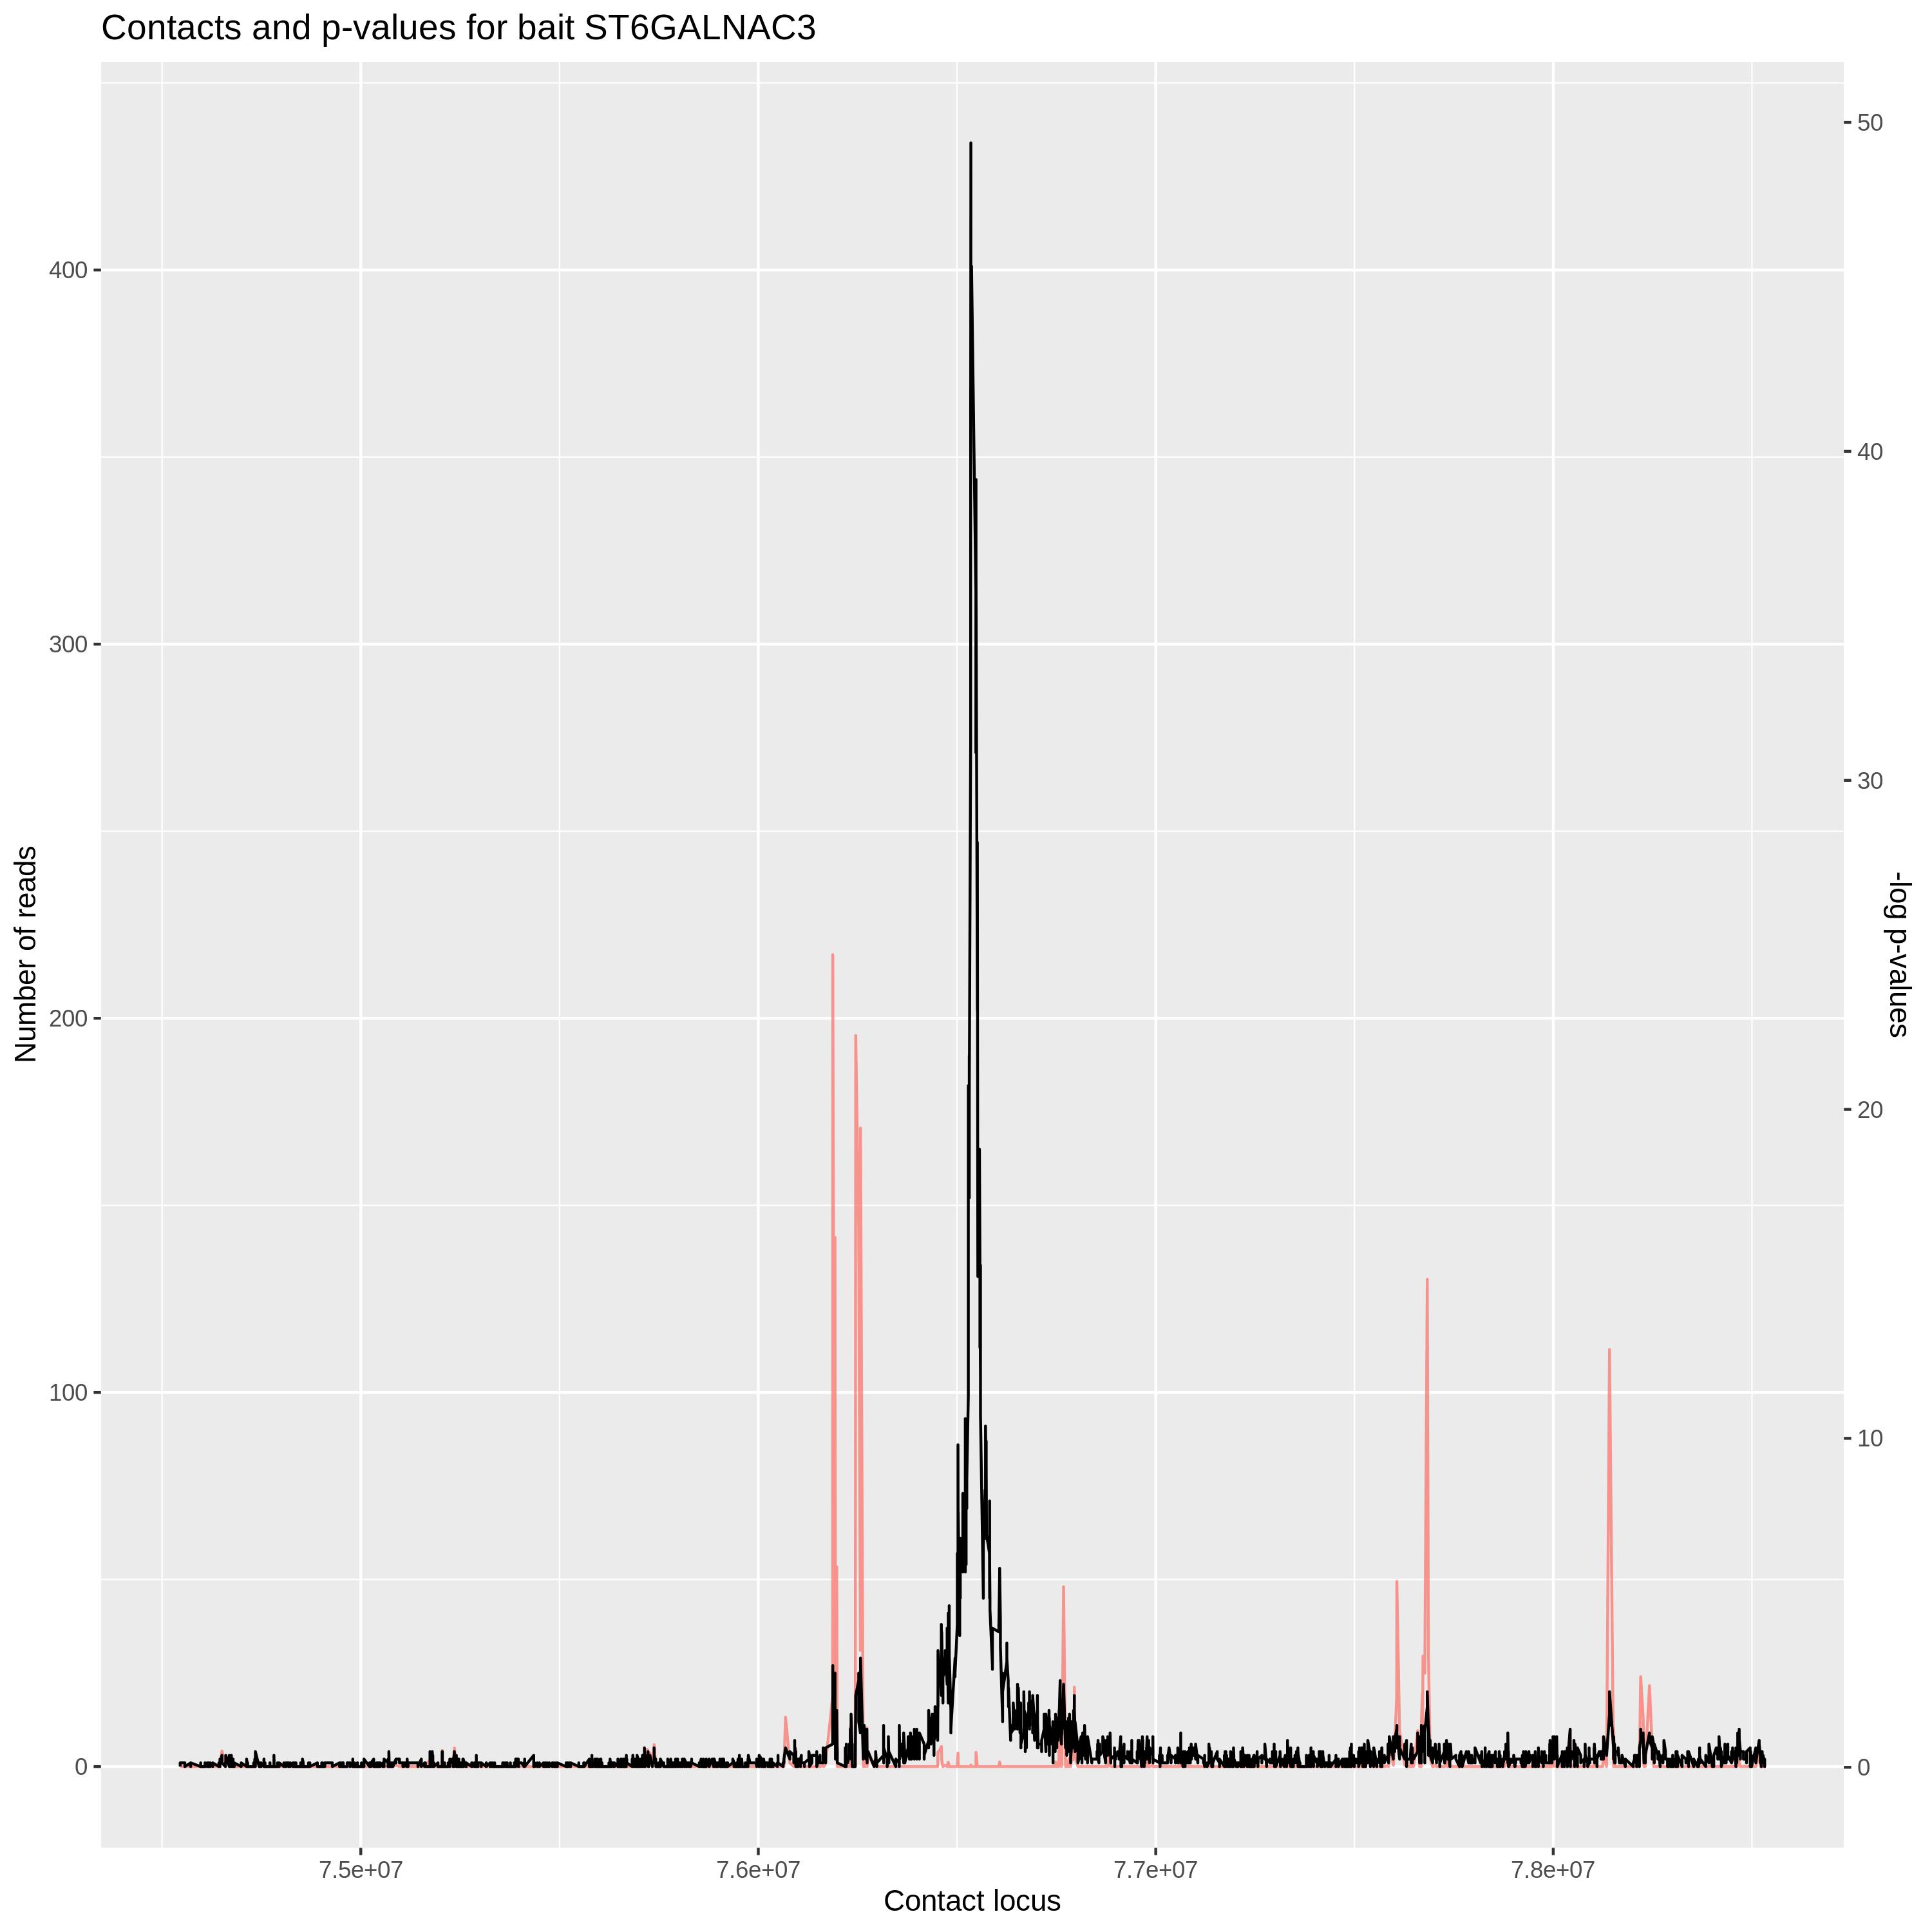 Contacts and p-values for bait ST6GALNAC3
Number of reads
400
300
200
100
0
50
40
30
20
10
0
-log p-values
7.5e+07 7.6e+07 7.7e+07 7.8e+07
Contact locus